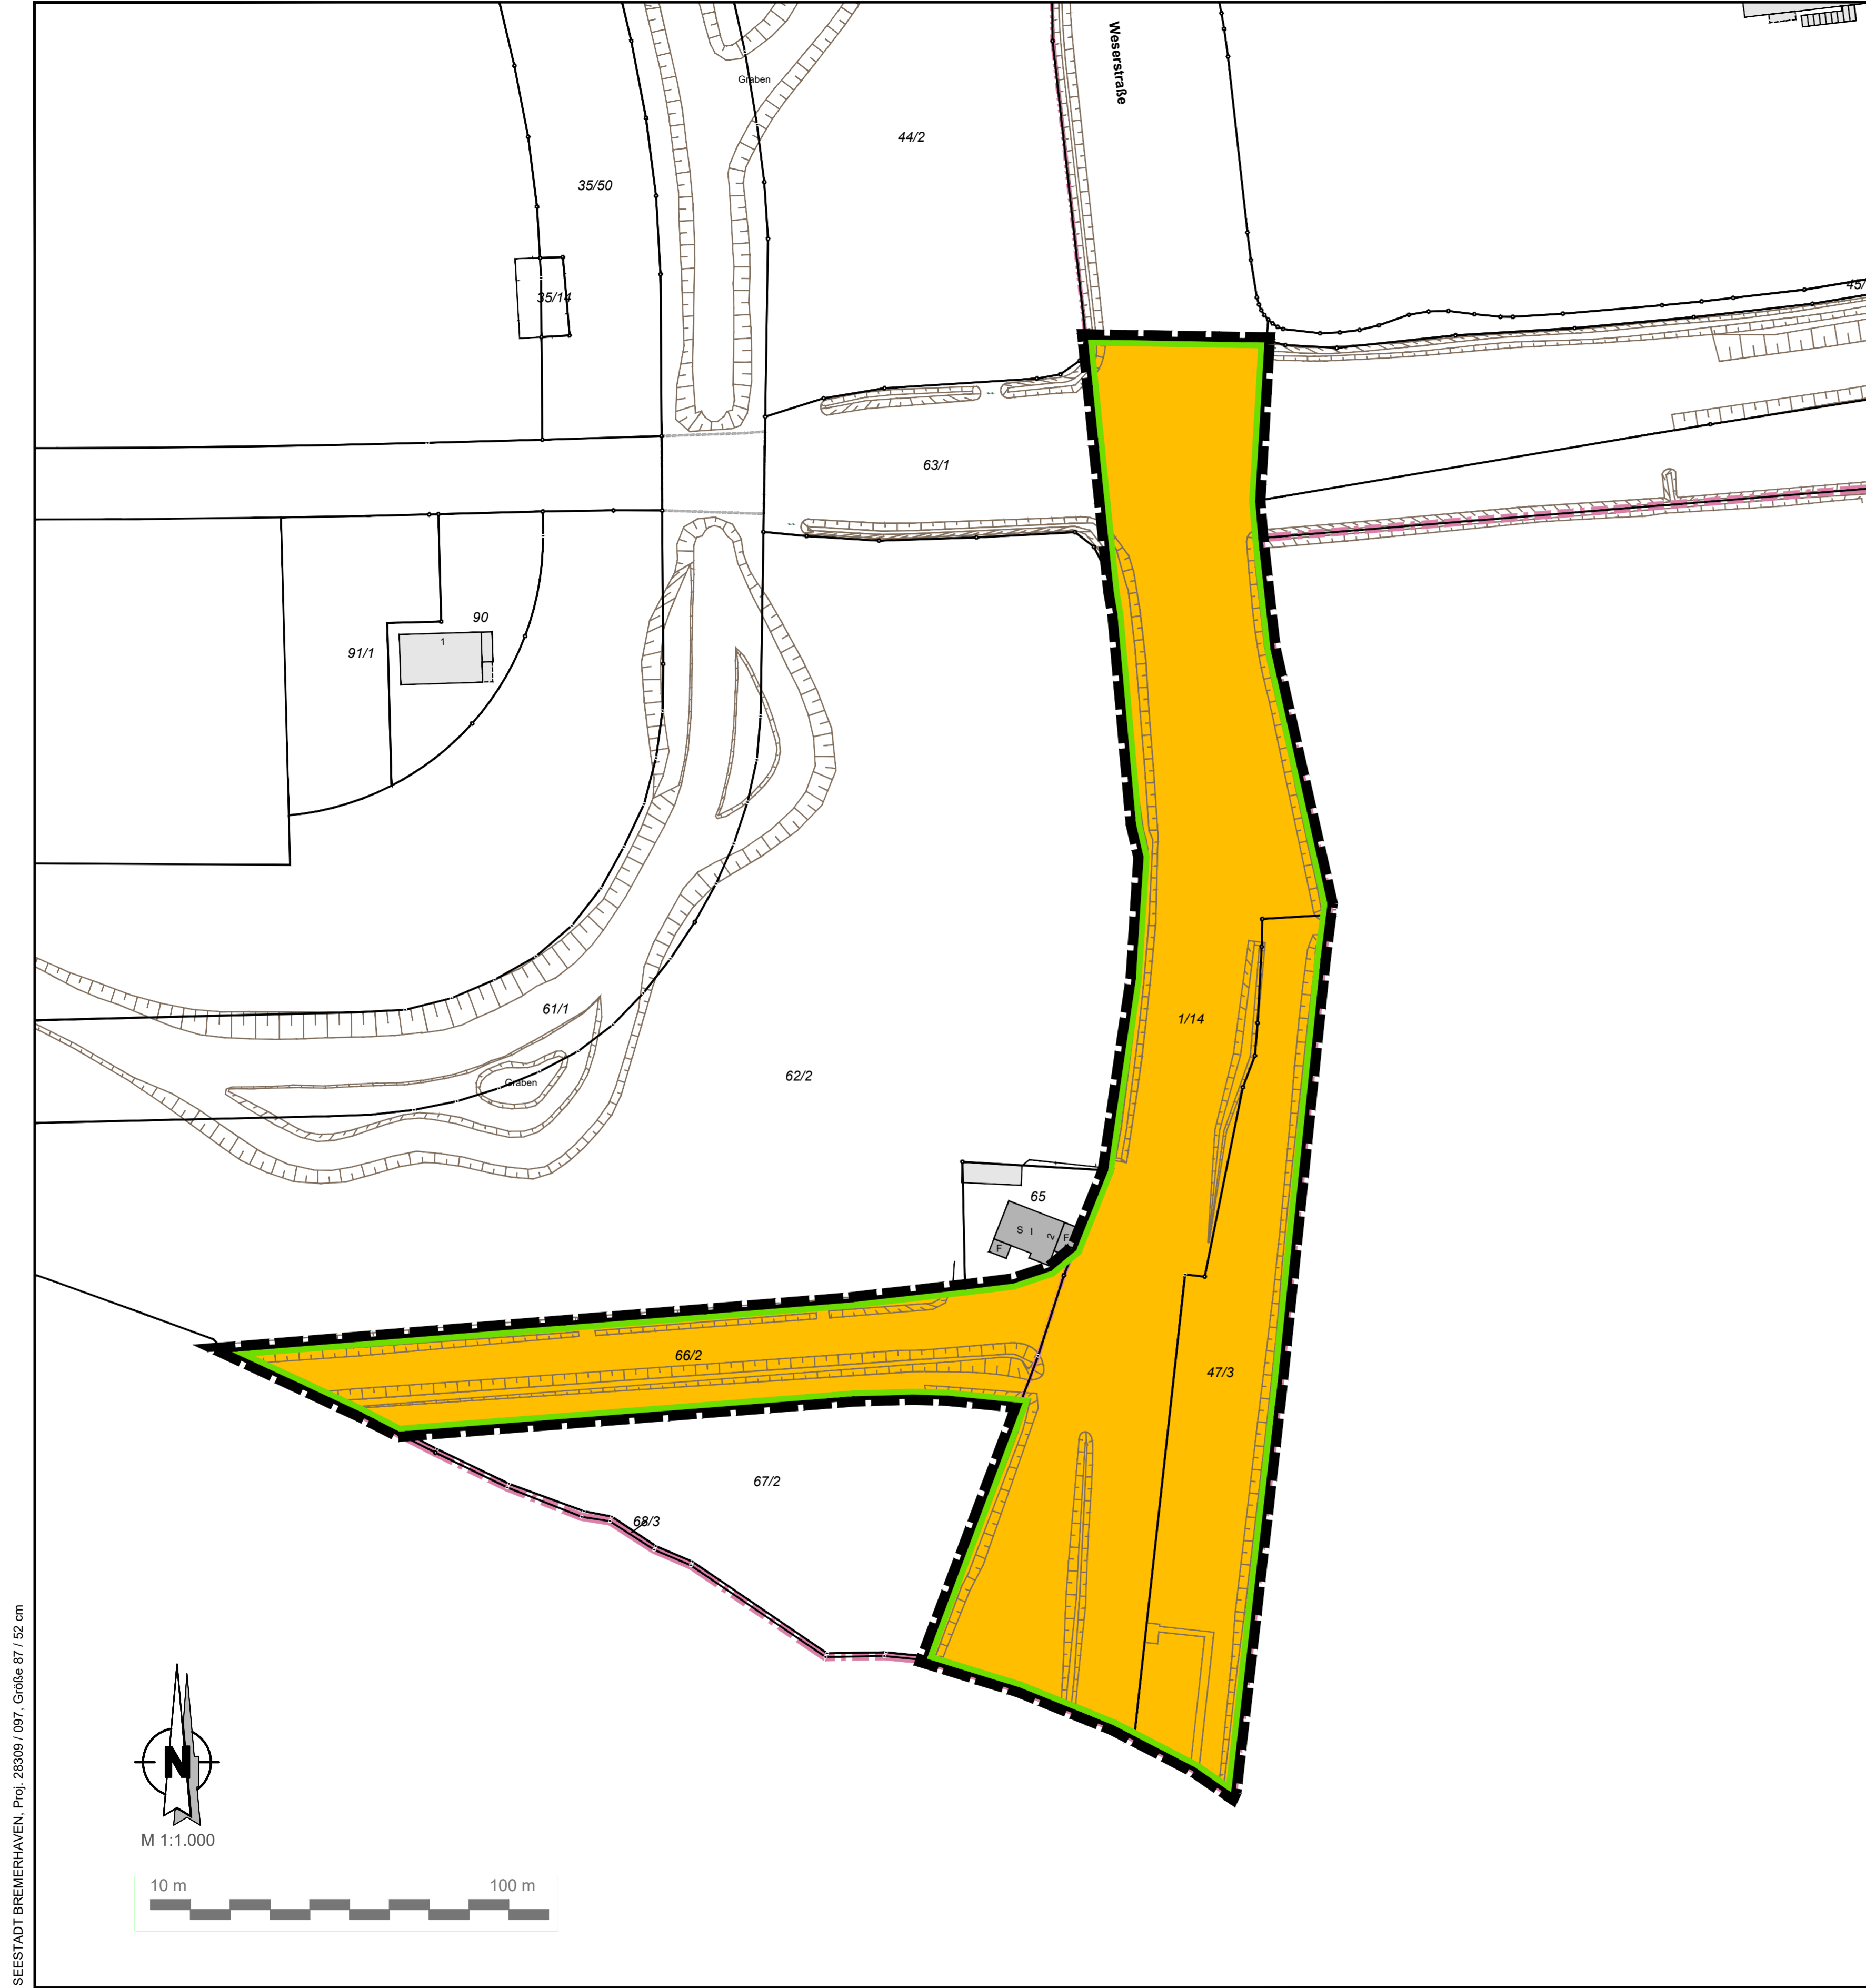 Weserstraße
Graben
44/2
35/50
35/14
45/
63/1
90
1
91/1
61/1
1/14
62/2
Graben
65
S I
2
F
F
66/2
47/3
67/2
68/3
N
M 1:1.000
10 m
100 m
SEESTADT BREMERHAVEN, Proj. 28309 / 097, Größe 87 / 52 cm